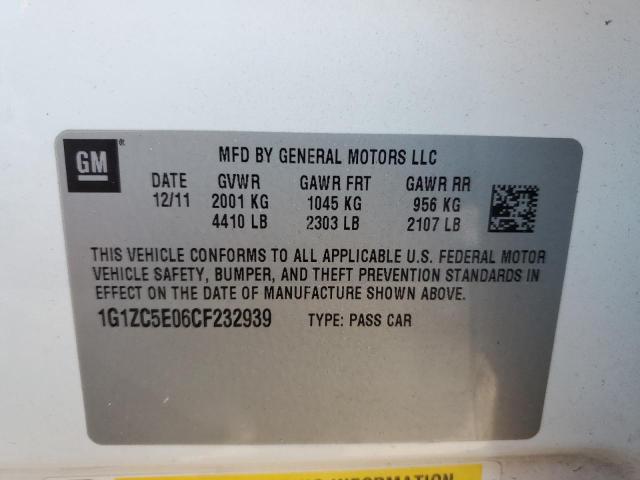 GM
MFD BY GENERAL MOTORS LLC
DATE GVWR GAWR FRT GAWR RR
12/11 2001 KG 1045 KG 956 KG
4410 LB 2303 LB 2107 LB
THIS VEHICLE CONFORMS TO ALL APPLICABLE U.S. FEDERAL MOTOR
VEHICLE SAFETY, BUMPER, AND THEFT PREVENTION STANDARDS IN
EFFECT ON THE DATE OF MANUFACTURE SHOWN ABOVE.
1G1ZC5E06CF232939 TYPE: PASS CAR
INFORMATION